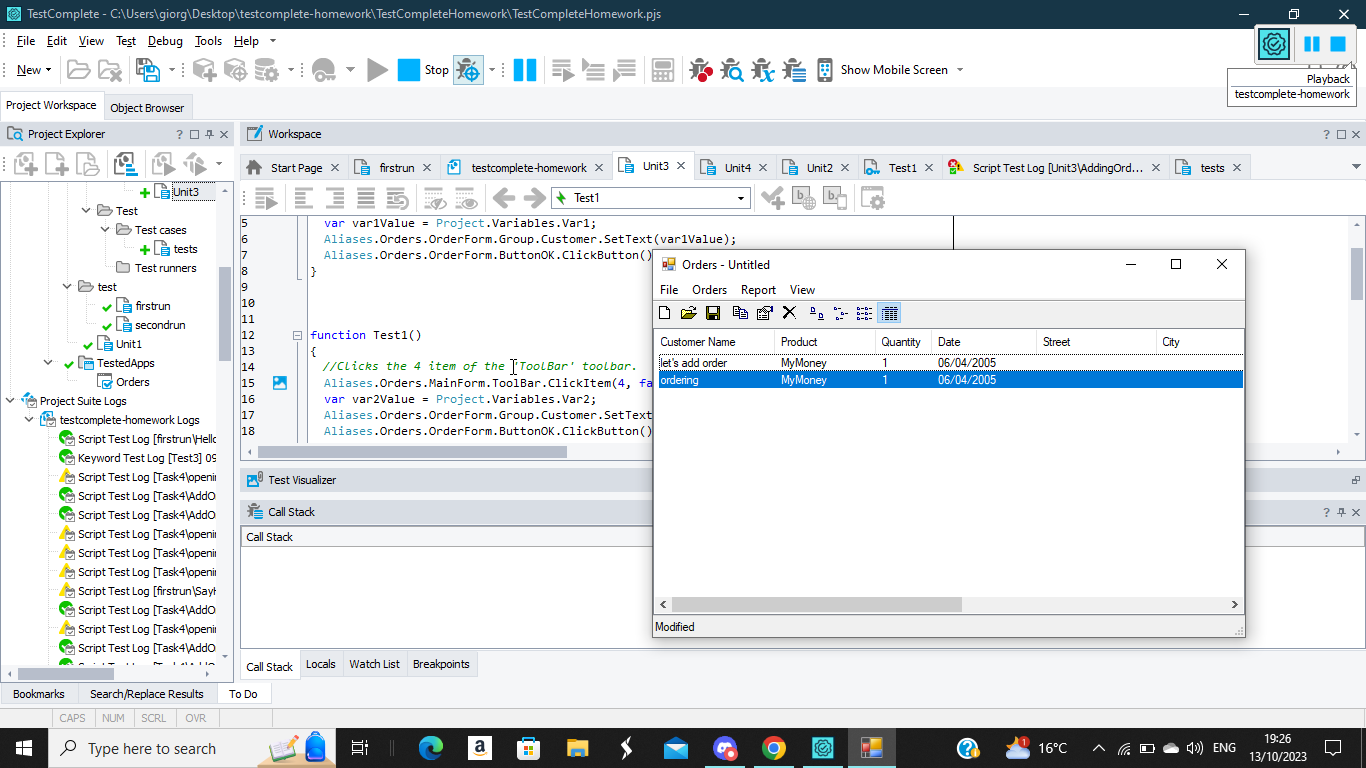 TestComplete - C:\Users\giorg\Desktop\testcomplete-homework\TestCompleteHomework\TestCompleteHomework.pjs
File Edit View Test Debug Tools Help
New Stop Show Mobile Screen
Playback
testcomplete-homework
Project Workspace Object Browser
Project Explorer
Workspace
Start Page firstrun testcomplete-homework Unit3 Unit4 Unit2 Test1 Script Test Log [Unit3\AddingOrd... tests
Test1
Unit3
Test
Test cases
tests
Test runners
test
firstrun
secondrun
Unit1
TestedApps
Orders
Project Suite Logs
testcomplete-homework Logs
Script Test Log [firstrun\Hello
Keyword Test Log [Test3] 09
Script Test Log [Task4\openi
Script Test Log [Task4\AddO
Script Test Log [Task4\AddO
Script Test Log [Task4\openi
Script Test Log [Task4\openi
Script Test Log [Task4\openi
Script Test Log [firstrun\SayH
Script Test Log [Task4\AddO
Script Test Log [Task4\openi
Script Test Log [Task4\AddO
Script Test Log [Task4\AddO
5 var var1Value = Project.Variables.Var1;
6 Aliases.Orders.OrderForm.Group.Customer.SetText(var1Value);
7 Aliases.Orders.OrderForm.ButtonOK.ClickButton()
8 }
9
10
11
12 function Test1()
13 {
14 //Clicks the 4 item of the 'ToolBar' toolbar.
15 Aliases.Orders.MainForm.ToolBar.ClickItem(4, fa
16 var var2Value = Project.Variables.Var2;
17 Aliases.Orders.OrderForm.Group.Customer.SetText
18 Aliases.Orders.OrderForm.ButtonOK.ClickButton()
Orders - Untitled
File Orders Report View
Customer Name Product Quantity Date Street City
let's add order MyMoney 1 06/04/2005
ordering MyMoney 1 06/04/2005
Modified
Test Visualizer
Call Stack
Call Stack
Call Stack Locals Watch List Breakpoints
Bookmarks Search/Replace Results To Do
CAPS NUM SCRL OVR
Type here to search
16°C ENG 19:26
13/10/2023